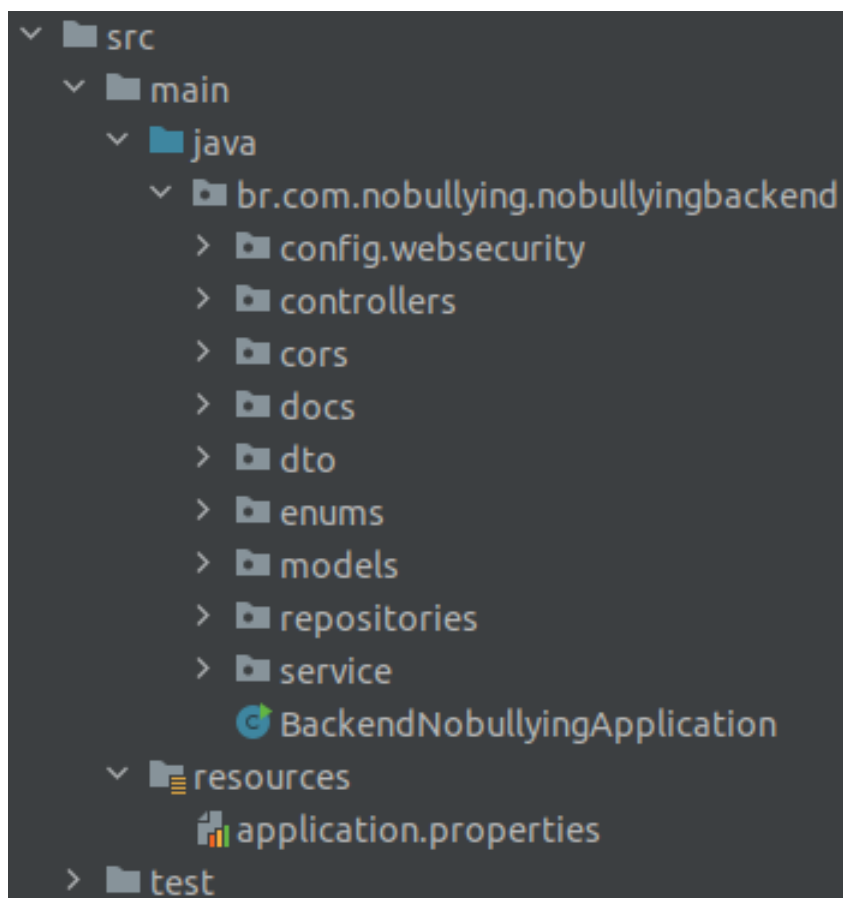 src
main
java
br.com.nobullying.nobullyingbackend
config.websecurity
controllers
cors
docs
dto
enums
models
repositories
service
BackendNobullyingApplication
resources
application.properties
test